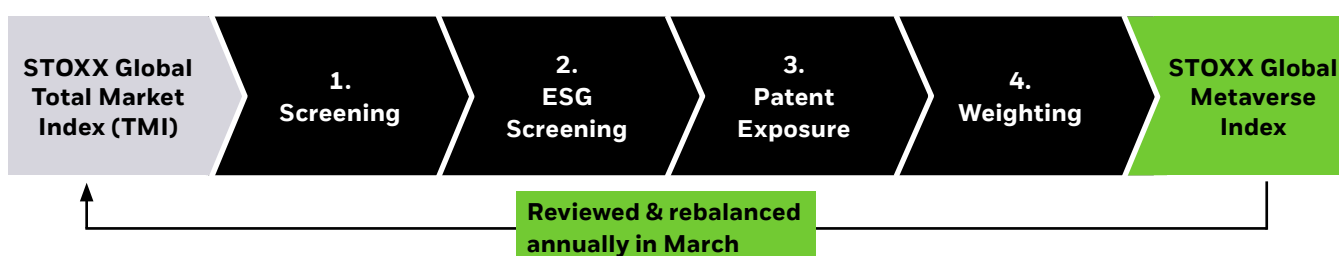 STOXX Global
Total Market
Index (TMI)
1.
Screening
2.
ESG
Screening
3.
Patent
Exposure
4.
Weighting
STOXX Global
Metaverse
Index
Reviewed & rebalanced
annually in March